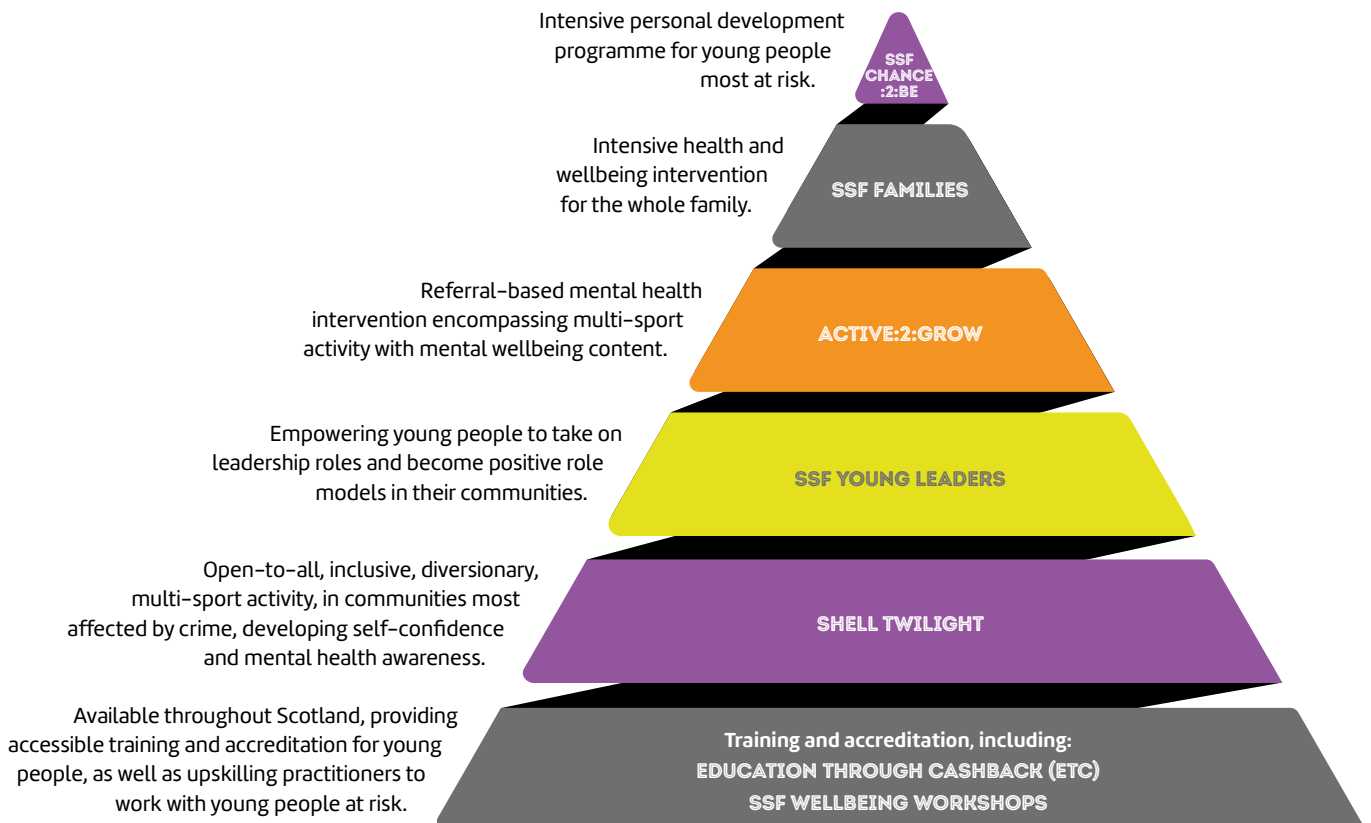 Intensive personal development
programme for young people
most at risk.
SSF
CHANCE
:2:BE
Intensive health and
wellbeing intervention
for the whole family.
SSF FAMILIES
Referral-based mental health
intervention encompassing multi-sport
activity with mental wellbeing content.
ACTIVE:2:GROW
Empowering young people to take on
leadership roles and become positive role
models in their communities.
SSF YOUNG LEADERS
Open-to-all, inclusive, diversionary,
multi-sport activity, in communities most
affected by crime, developing self-confidence
and mental health awareness.
SHELL TWILIGHT
Available throughout Scotland, providing
accessible training and accreditation for young
people, as well as upskilling practitioners to
work with young people at risk.
Training and accreditation, including:
EDUCATION THROUGH CASHBACK (ETC)
SSF WELLBEING WORKSHOPS